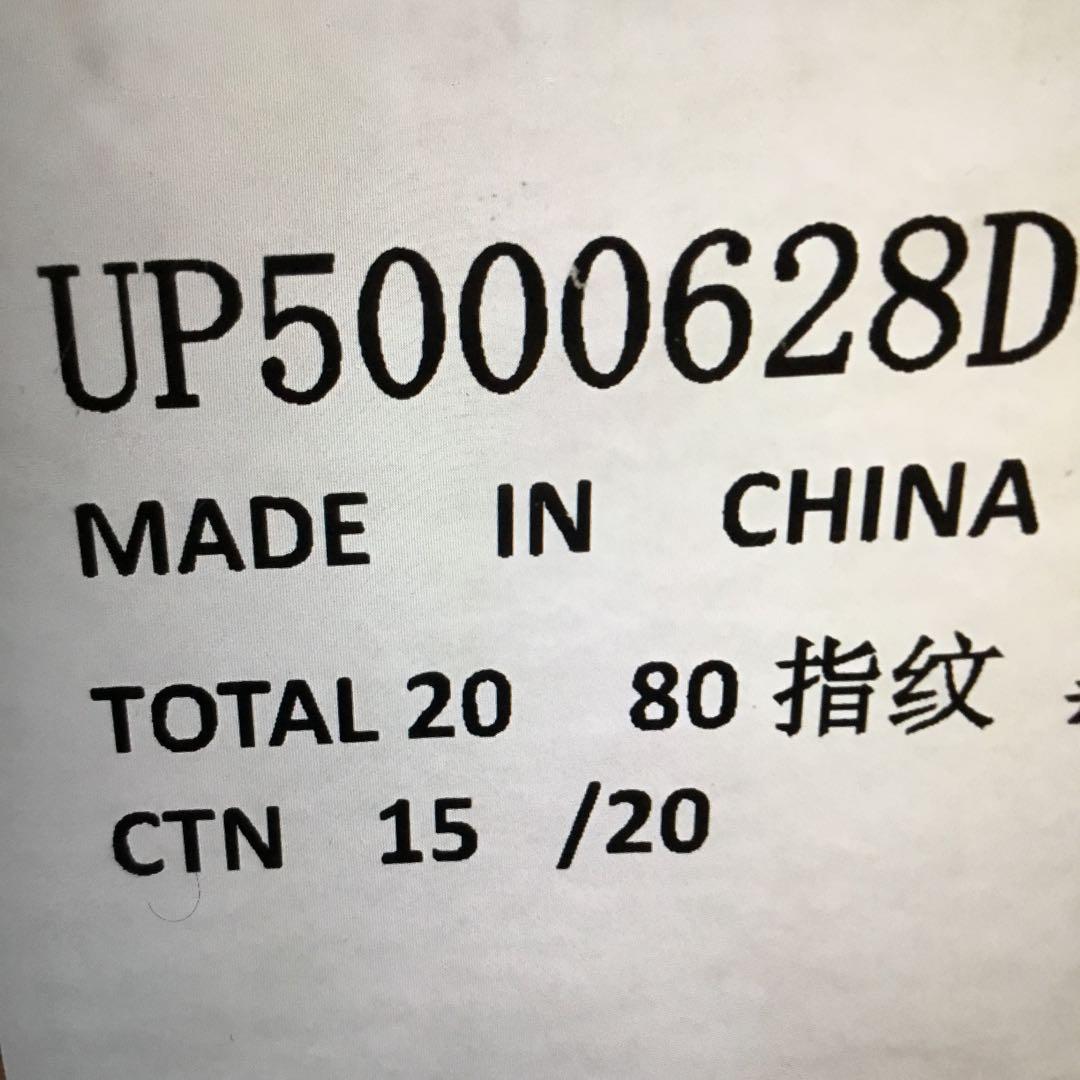 UP5000628D
MADE IN CHINA
TOTAL 20 80 指纹
CTN 15 /20